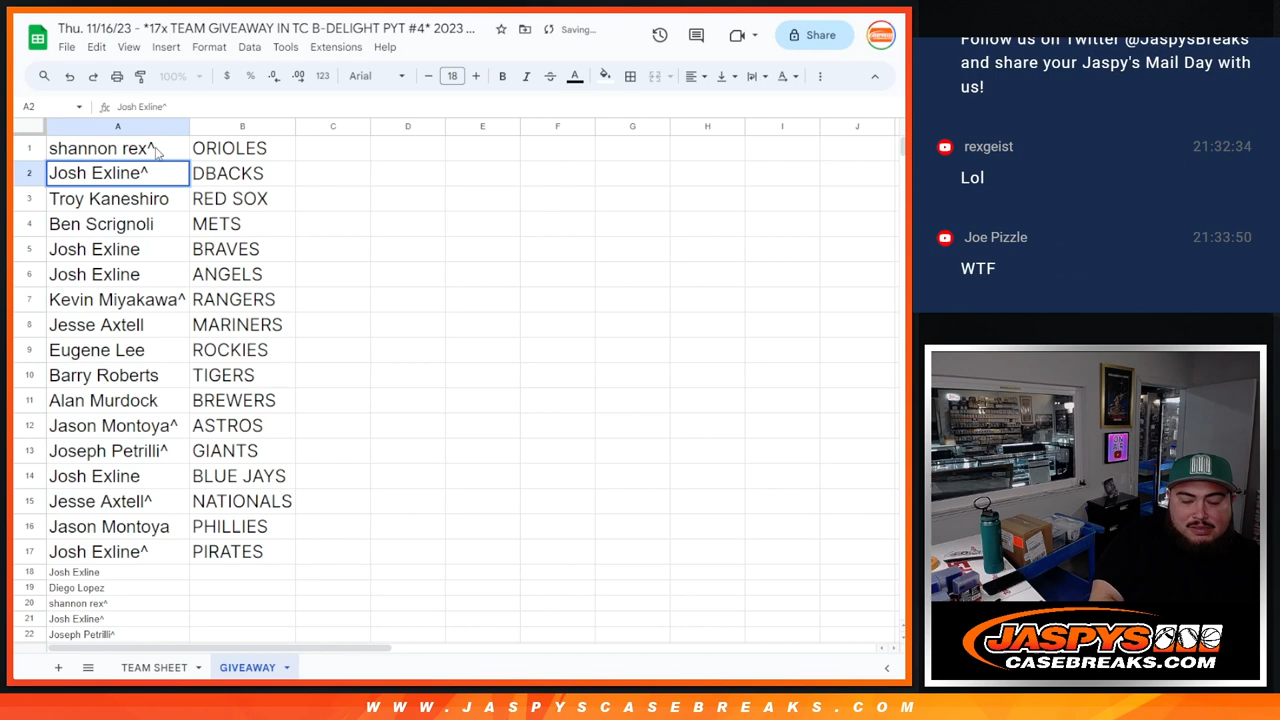 Thu. 11/16/23 - *17x TEAM GIVEAWAY IN TC B-DELIGHT PYT #4* 2023 ...
Saving...
Share
File Edit View Insert Format Data Tools Extensions Help
100% $ % .0 .00 123 Arial 18 B I A
A2 fx Josh Exline^
A B C D E F G H I J
1 shannon rex^ ORIOLES
2 Josh Exline^ DBACKS
3 Troy Kaneshiro RED SOX
4 Ben Scrignoli METS
5 Josh Exline BRAVES
6 Josh Exline ANGELS
7 Kevin Miyakawa^ RANGERS
8 Jesse Axtell MARINERS
9 Eugene Lee ROCKIES
10 Barry Roberts TIGERS
11 Alan Murdock BREWERS
12 Jason Montoya^ ASTROS
13 Joseph Petrilli^ GIANTS
14 Josh Exline BLUE JAYS
15 Jesse Axtell^ NATIONALS
16 Jason Montoya PHILLIES
17 Josh Exline^ PIRATES
18 Josh Exline
19 Diego Lopez
20 shannon rex^
21 Josh Exline^
22 Joseph Petrilli^
TEAM SHEET GIVEAWAY
Follow us on Twitter @JaspysBreaks
and share your Jaspy's Mail Day with
us!
rexgeist 21:32:34
Lol
Joe Pizzle 21:33:50
WTF
JASPYS
CASEBREAKS.COM
WWW.JASPYSCASEBREAKS.COM